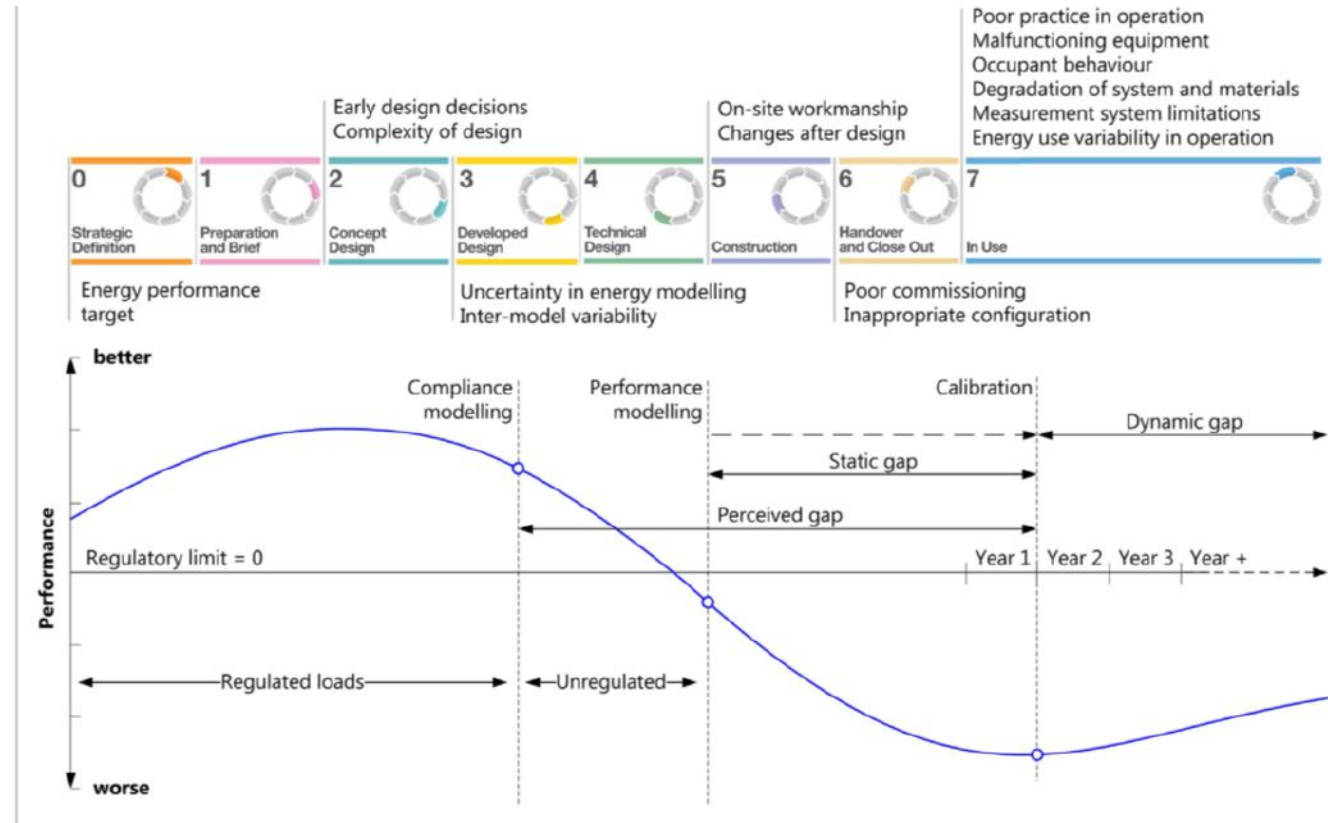 Poor practice in operation
Malfunctioning equipment
Occupant behaviour
Degradation of system and materials
Measurement system limitations
Energy use variability in operation
Early design decisions
Complexity of design
On-site workmanship
Changes after design
0
Strategic
Definition
1
Preparation
and Brief
2
Concept
Design
3
Developed
Design
4
Technical
Design
5
Construction
6
Handover
and Close Out
7
In Use
Energy performance
target
Uncertainty in energy modelling
Inter-model variability
Poor commissioning
Inappropriate configuration
better
Compliance
modelling
Performance
modelling
Calibration
Dynamic gap
Static gap
Perceived gap
Performance
Regulatory limit = 0
Year 1
Year 2
Year 3
Year +
Regulated loads
Unregulated
worse